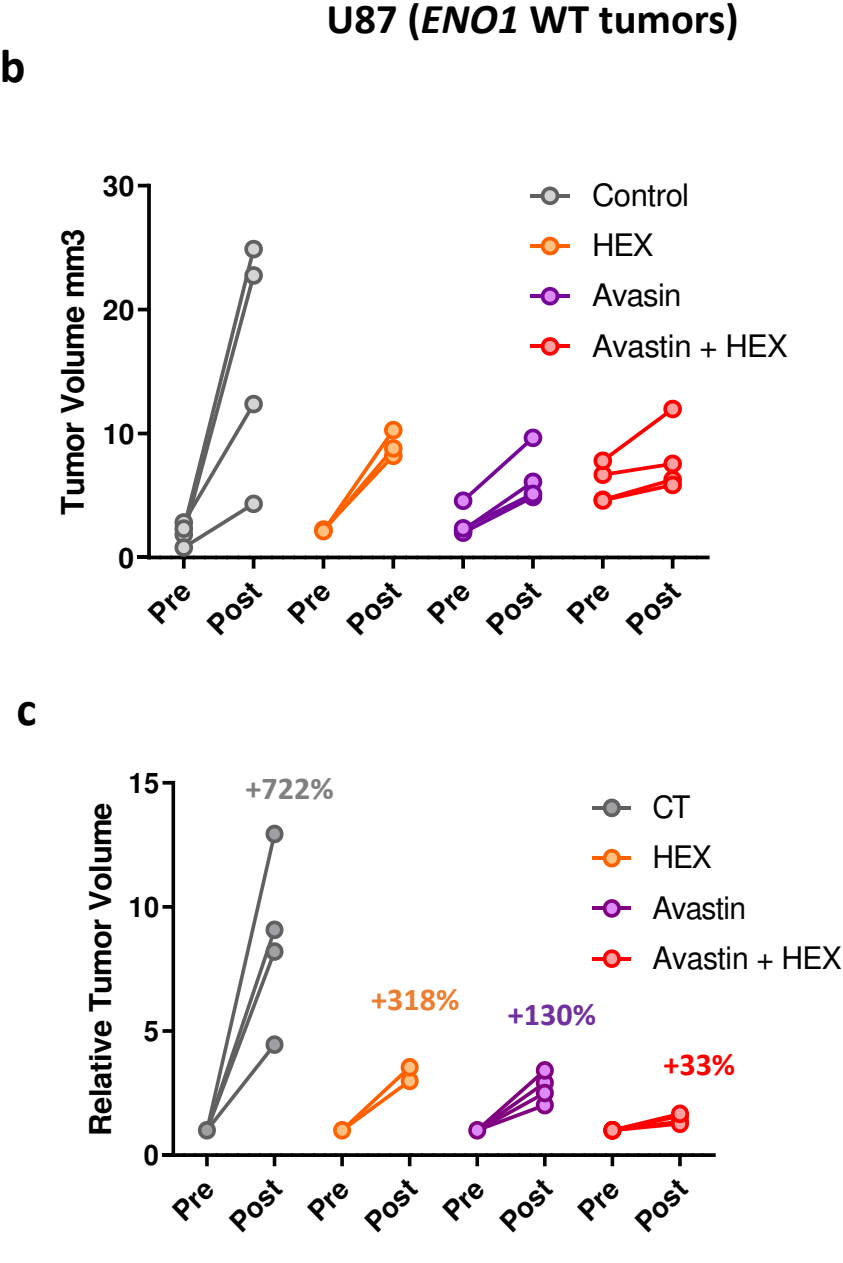 U87 (ENO1 WT tumors)
b
Tumor Volume mm3
30
20
10
0
Control
HEX
Avasin
Avastin + HEX
Pre Post Pre Post Pre Post Pre Post
c
Relative Tumor Volume
15
10
5
0
+722%
+318%
+130%
+33%
CT
HEX
Avastin
Avastin + HEX
Pre Post Pre Post Pre Post Pre Post